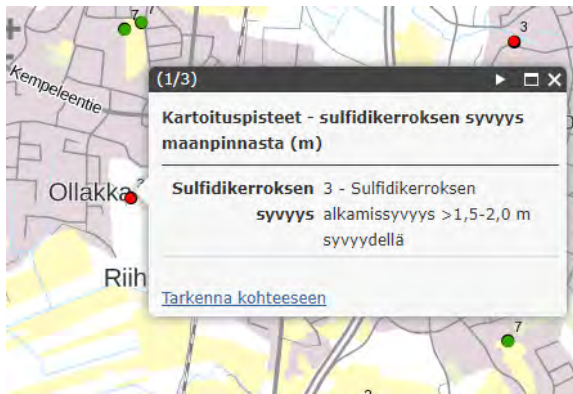 7
7
3
Kempeleentie
(1/3)
Kartoituspisteet - sulfidikerroksen syvyys
maanpinnasta (m)
Sulfidikerroksen 3 - Sulfidikerroksen
syvyys alkamissyvyys >1,5-2,0 m
syvyydellä
Ollakka
Riih
Tarkenna kohteeseen
7